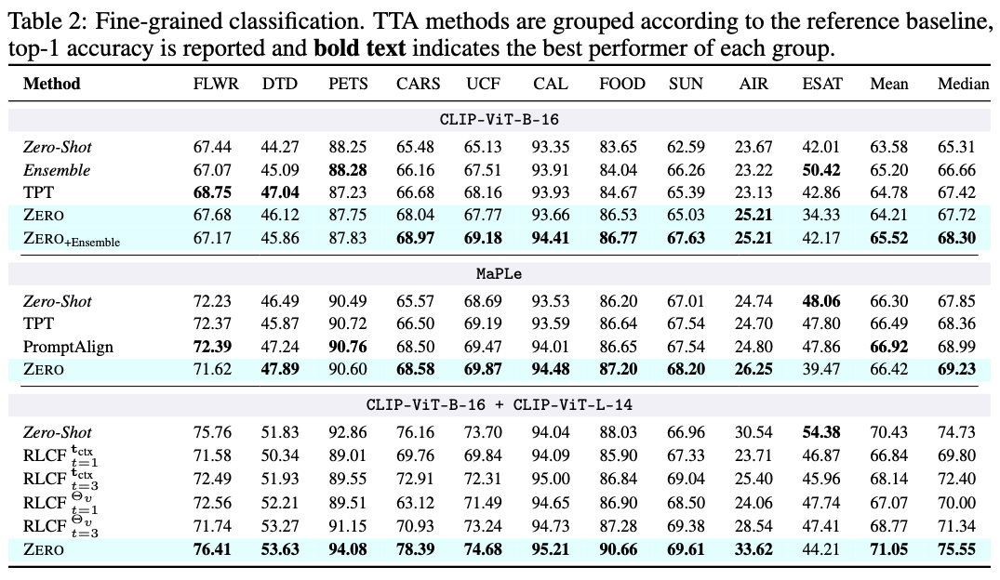 Table 2: Fine-grained classification. TTA methods are grouped according to the reference baseline,
top-1 accuracy is reported and bold text indicates the best performer of each group.
Method FLWR DTD PETS CARS UCF CAL FOOD SUN AIR ESAT Mean Median
CLIP-ViT-B-16
Zero-Shot 67.44 44.27 88.25 65.48 65.13 93.35 83.65 62.59 23.67 42.01 63.58 65.31
Ensemble 67.07 45.09 88.28 66.16 67.51 93.91 84.04 66.26 23.22 50.42 65.20 66.66
TPT 68.75 47.04 87.23 66.68 68.16 93.93 84.67 65.39 23.13 42.86 64.78 67.42
ZERO 67.68 46.12 87.75 68.04 67.77 93.66 86.53 65.03 25.21 34.33 64.21 67.72
ZERO+Ensemble 67.17 45.86 87.83 68.97 69.18 94.41 86.77 67.63 25.21 42.17 65.52 68.30
MaPLe
Zero-Shot 72.23 46.49 90.49 65.57 68.69 93.53 86.20 67.01 24.74 48.06 66.30 67.85
TPT 72.37 45.87 90.72 66.50 69.19 93.59 86.64 67.54 24.70 47.80 66.49 68.36
PromptAlign 72.39 47.24 90.76 68.50 69.47 94.01 86.65 67.54 24.80 47.86 66.92 68.99
ZERO 71.62 47.89 90.60 68.58 69.87 94.48 87.20 68.20 26.25 39.47 66.42 69.23
CLIP-ViT-B-16 + CLIP-ViT-L-14
Zero-Shot 75.76 51.83 92.86 76.16 73.70 94.04 88.03 66.96 30.54 54.38 70.43 74.73
RLCF tctx t=1 71.58 50.34 89.01 69.76 69.84 94.09 85.90 67.33 23.71 46.87 66.84 69.80
RLCF tctx t=3 72.49 51.93 89.55 72.91 72.31 95.00 86.84 69.04 25.40 45.96 68.14 72.40
RLCF Θv t=1 72.56 52.21 89.51 63.12 71.49 94.65 86.90 68.50 24.06 47.74 67.07 70.00
RLCF Θv t=3 71.74 53.27 91.15 70.93 73.24 94.73 87.28 69.38 28.54 47.41 68.77 71.34
ZERO 76.41 53.63 94.08 78.39 74.68 95.21 90.66 69.61 33.62 44.21 71.05 75.55